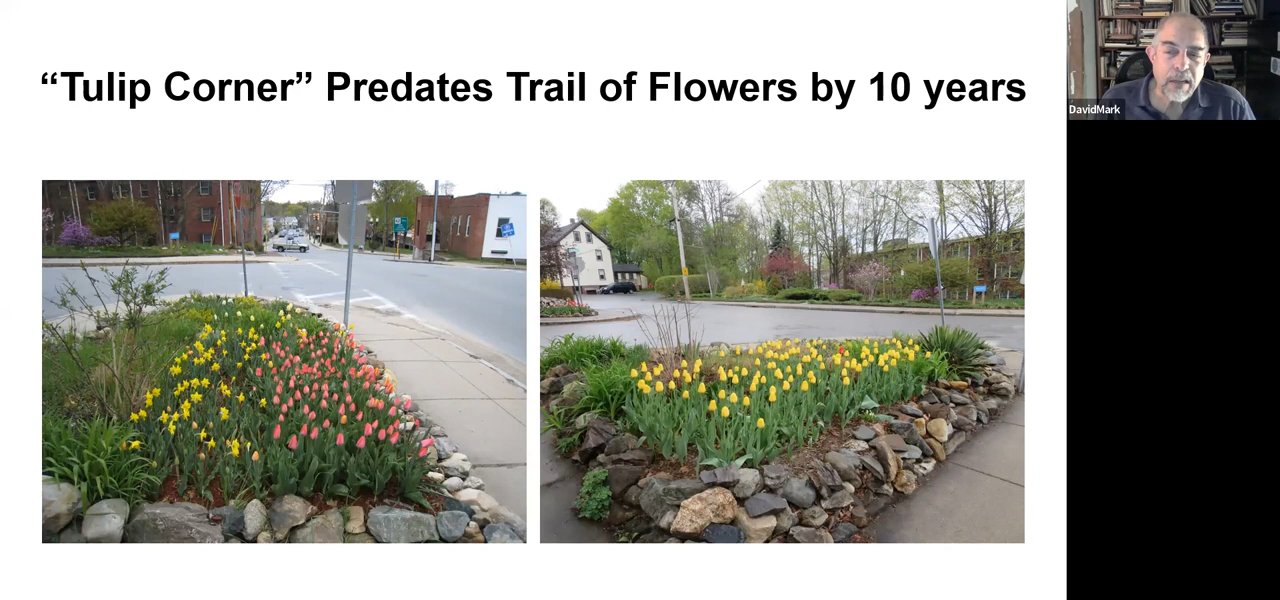 “Tulip Corner” Predates Trail of Flowers by 10 years
DavidMark